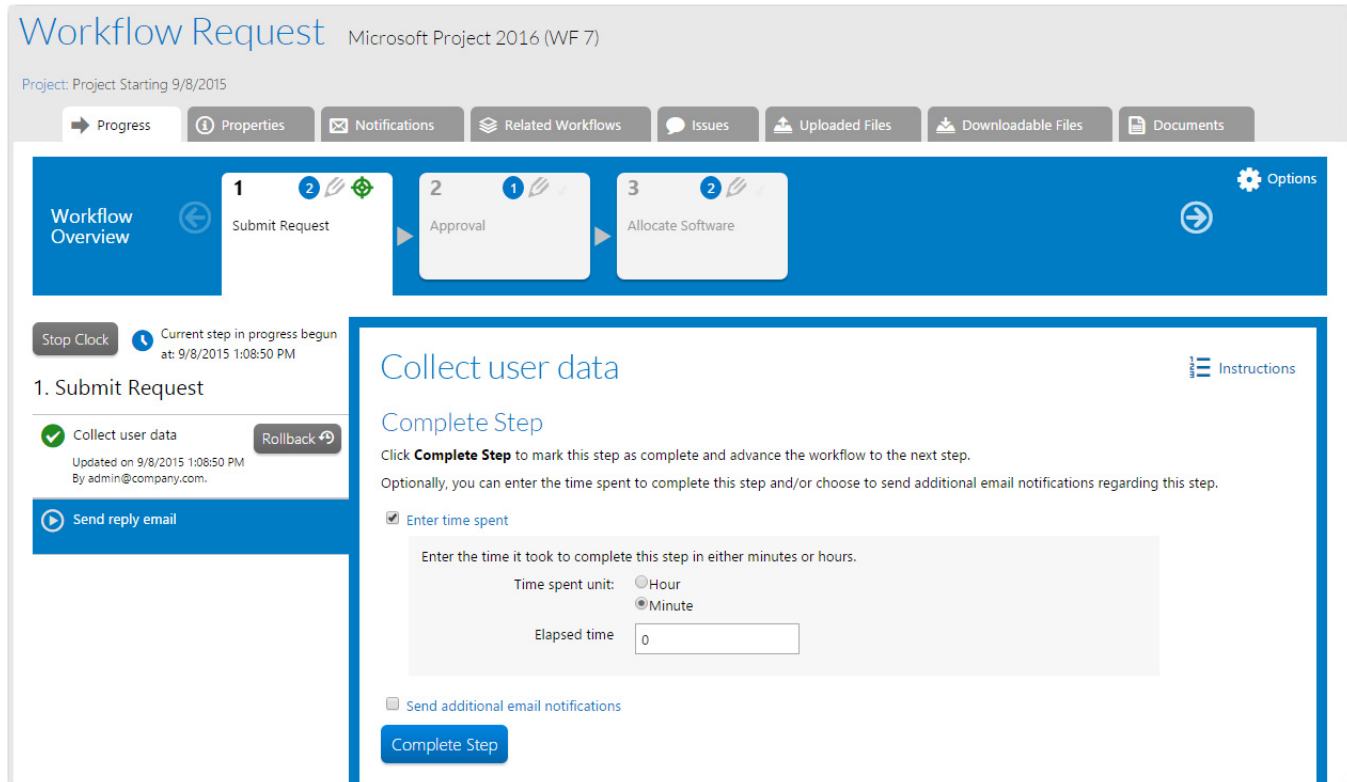 Workflow Request Microsoft Project 2016 (WF 7)
Project: Project Starting 9/8/2015
Progress Properties Notifications Related Workflows Issues Uploaded Files Downloadable Files Documents
Options
Workflow
Overview
1 2
Submit Request
2 1
Approval
3 2
Allocate Software
Stop Clock
Current step in progress begun
at: 9/8/2015 1:08:50 PM
1. Submit Request
Collect user data
Rollback
Updated on 9/8/2015 1:08:50 PM
By admin@company.com.
Send reply email
Collect user data
Instructions
Complete Step
Click Complete Step to mark this step as complete and advance the workflow to the next step.
Optionally, you can enter the time spent to complete this step and/or choose to send additional email notifications regarding this step.
Enter time spent
Enter the time it took to complete this step in either minutes or hours.
Time spent unit: Hour
Minute
Elapsed time 0
Send additional email notifications
Complete Step